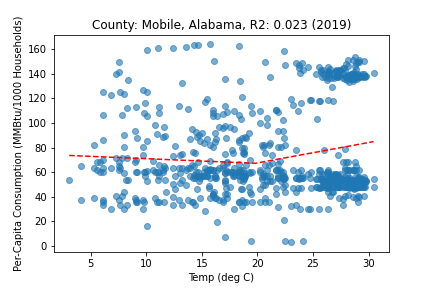 County: Mobile, Alabama, R2: 0.023 (2019)
Per-Capita Consumption (MMBtu/1000 Households)
160
140
120
100
80
60
40
20
0
5 10 15 20 25 30
Temp (deg C)